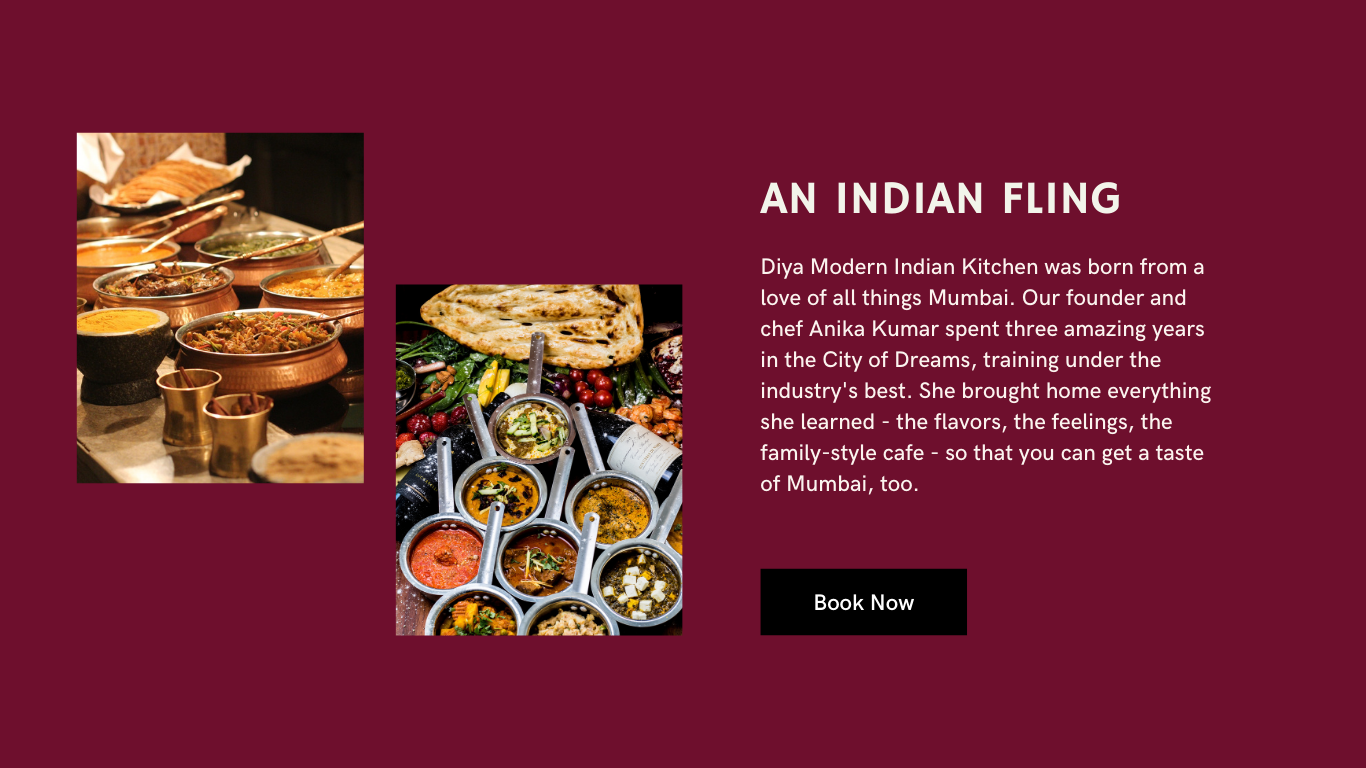 AN INDIAN FLING
Diya Modern Indian Kitchen was born from a
love of all things Mumbai. Our founder and
chef Anika Kumar spent three amazing years
in the City of Dreams, training under the
industry's best. She brought home everything
she learned - the flavors, the feelings, the
family-style cafe - so that you can get a taste
of Mumbai, too.
Book Now